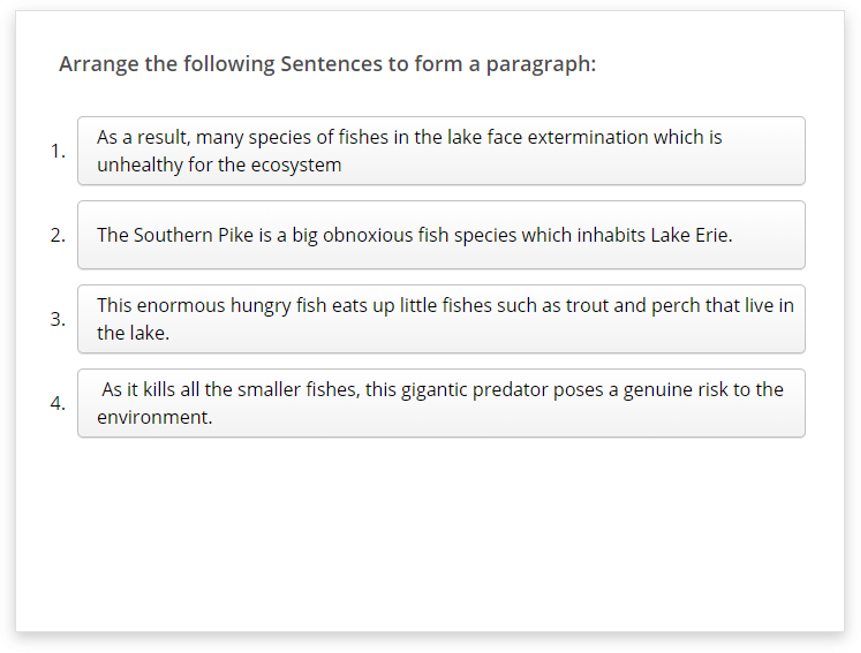 Arrange the following Sentences to form a paragraph:
1.
As a result, many species of fishes in the lake face extermination which is
unhealthy for the ecosystem
2.
The Southern Pike is a big obnoxious fish species which inhabits Lake Erie.
3.
This enormous hungry fish eats up little fishes such as trout and perch that live in
the lake.
4.
As it kills all the smaller fishes, this gigantic predator poses a genuine risk to the
environment.